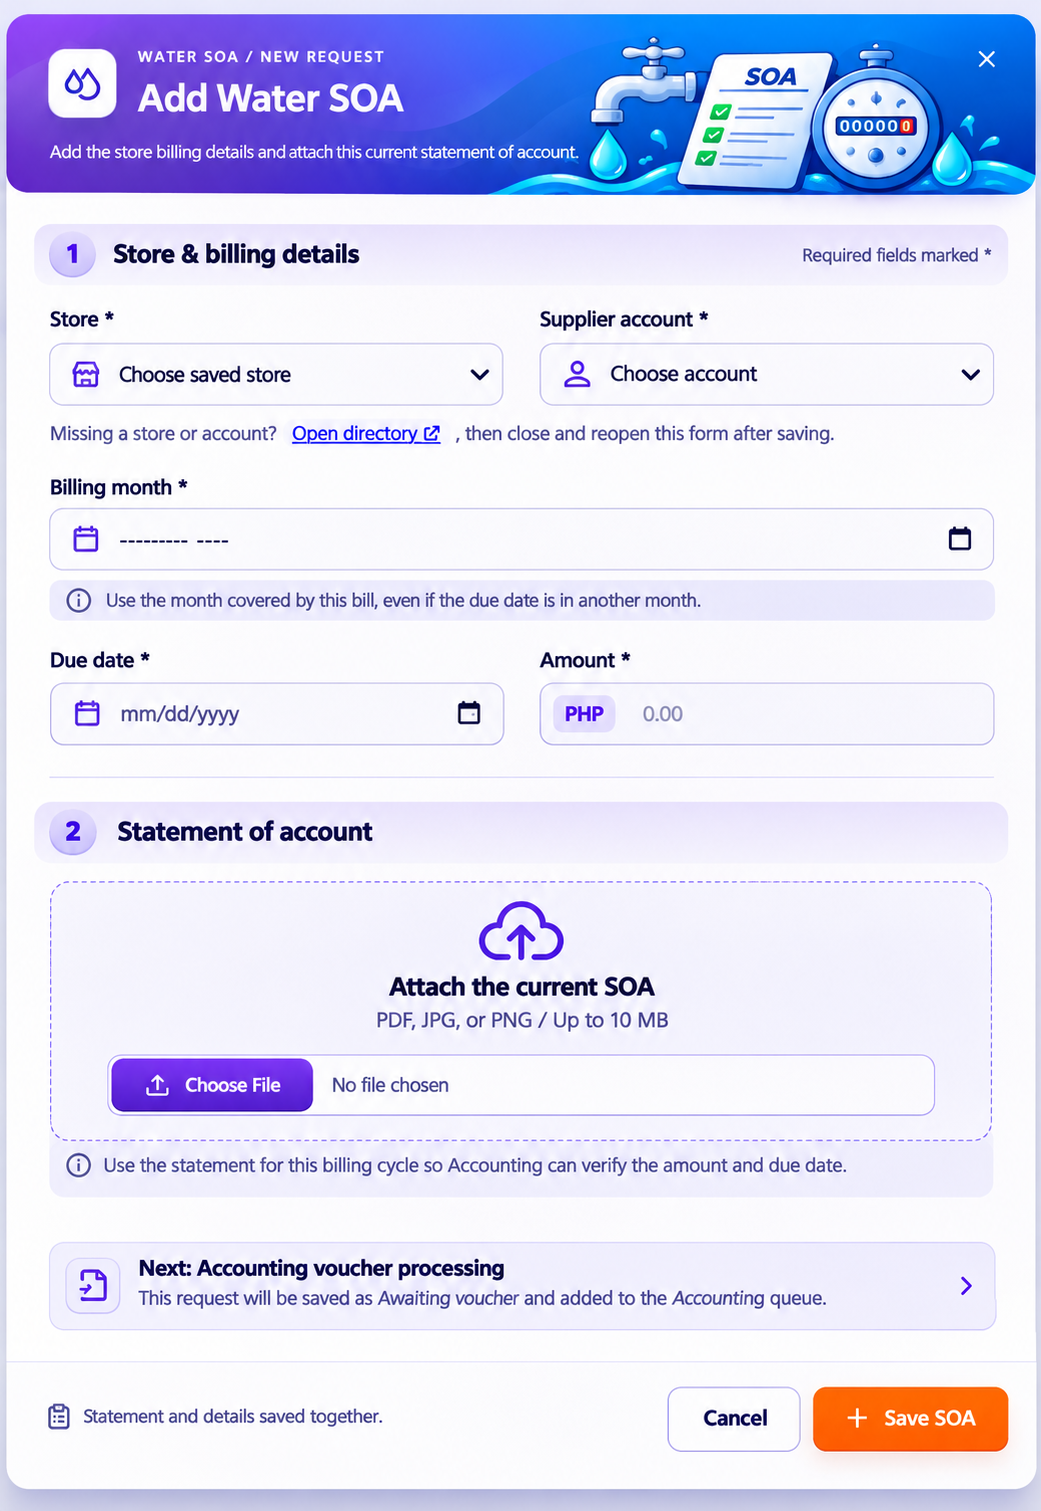 WATER SOA / NEW REQUEST
Add Water SOA
Add the store billing details and attach this current statement of account.
SOA
000000
1
Store & billing details
Required fields marked *
Store *
Supplier account *
Choose saved store
Choose account
Missing a store or account? Open directory , then close and reopen this form after saving.
Billing month *
--------- ----
Use the month covered by this bill, even if the due date is in another month.
Due date *
Amount *
mm/dd/yyyy
PHP 0.00
2
Statement of account
Attach the current SOA
PDF, JPG, or PNG / Up to 10 MB
Choose File
No file chosen
Use the statement for this billing cycle so Accounting can verify the amount and due date.
Next: Accounting voucher processing
This request will be saved as Awaiting voucher and added to the Accounting queue.
Statement and details saved together.
Cancel
Save SOA